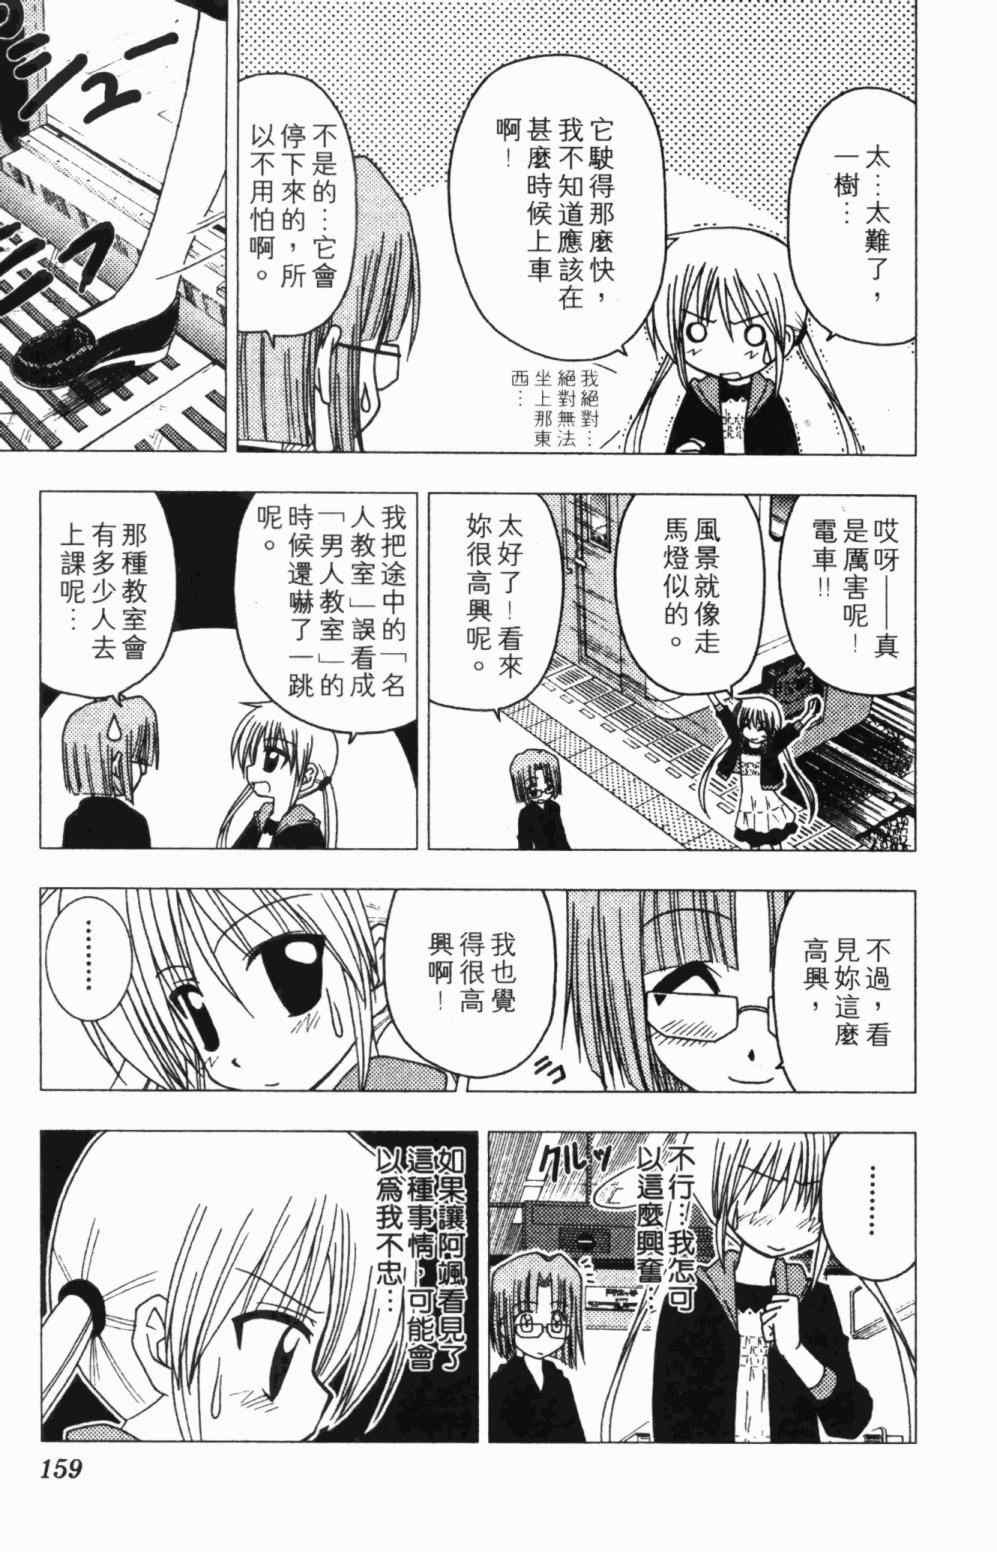 太…太難了，
一樹…
它駛得那麼快，
我不知道應該在
甚麼時候上車
啊！
我絕對…
絕對無法
坐上那東
西…
不是的…它會
停下來的，所
以不用怕啊。
哎呀——真
是厲害呢！
電車!!
風景就像走
馬燈似的。
太好了！看來
妳很高興呢。
我把途中的「名
人教室」誤看成
「男人教室」的
時候還嚇了一跳
呢。
那種教室會
有多少人去
上課呢…
不過，看
見妳這麼
高興，
我也覺
得很高
興啊！
………
………
不行…我怎可
以這麼興奮…
クルッ
如果讓阿颯看見了
這種事情，可能會
以為我不忠…
159